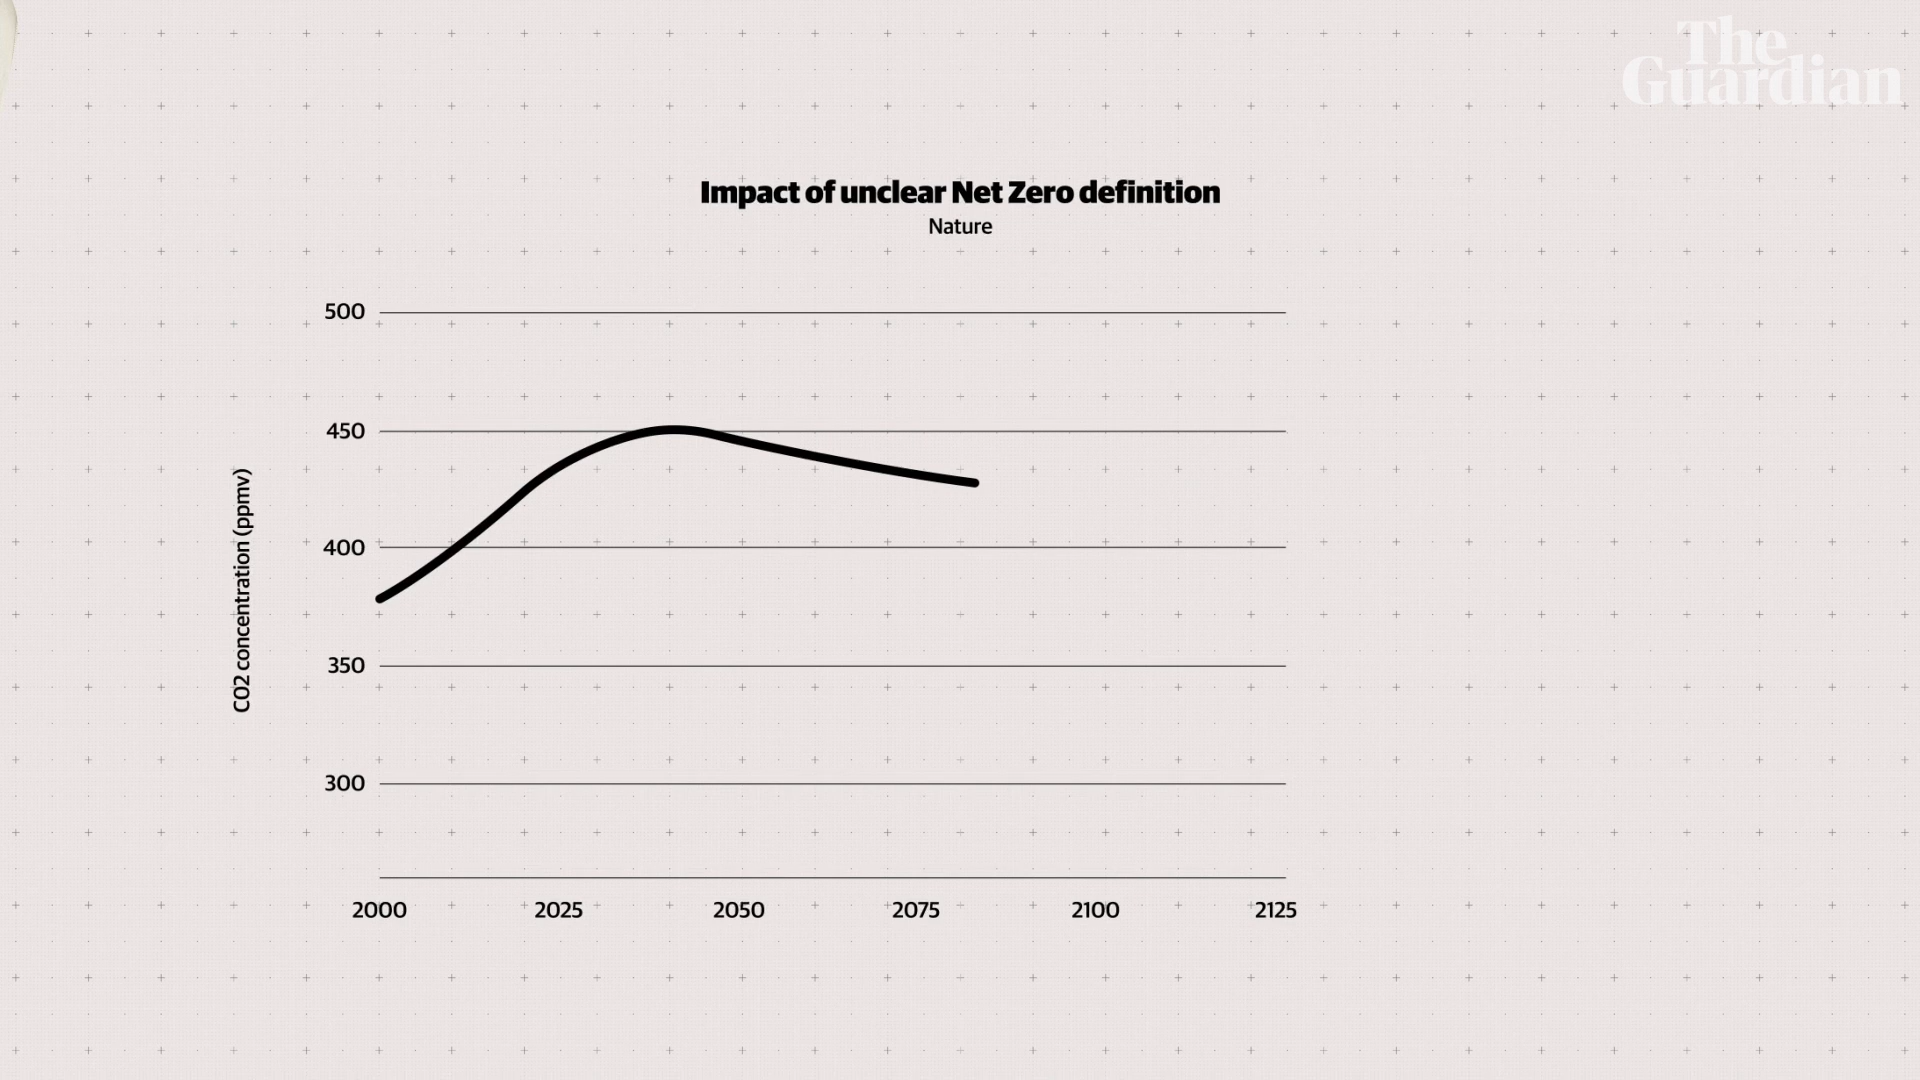 The
Guardian
Impact of unclear Net Zero definition
Nature
500
450
400
350
300
CO2 concentration (ppmv)
2000 2025 2050 2075 2100 2125